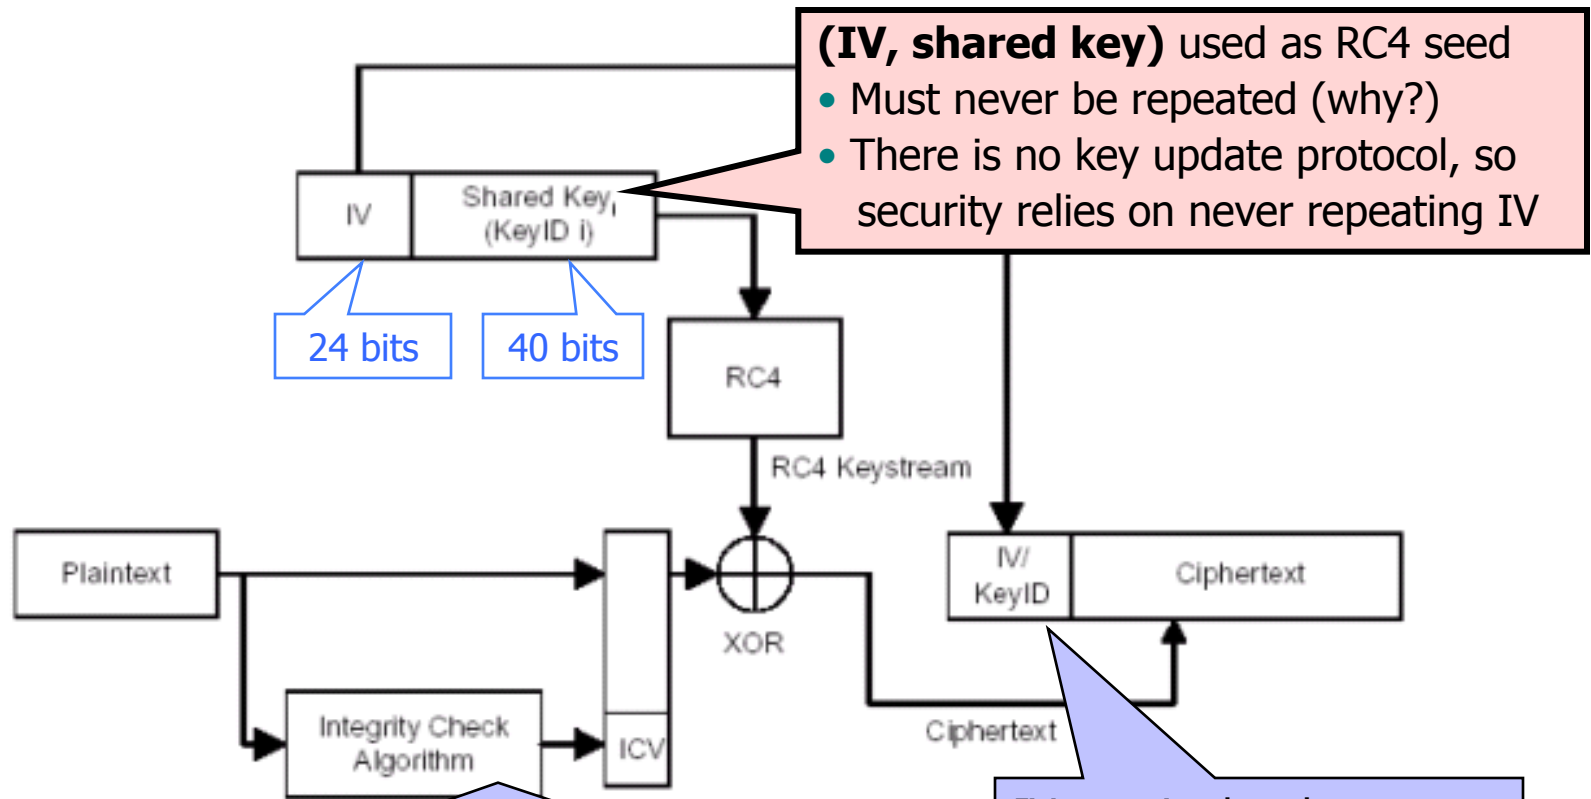 (IV, shared key) used as RC4 seed
• Must never be repeated (why?)
• There is no key update protocol, so
security relies on never repeating IV
IV
Shared Keyi
(KeyID i)
24 bits
40 bits
RC4
RC4 Keystream
Plaintext
XOR
IV/
KeyID
Ciphertext
Integrity Check
Algorithm
ICV
Ciphertext